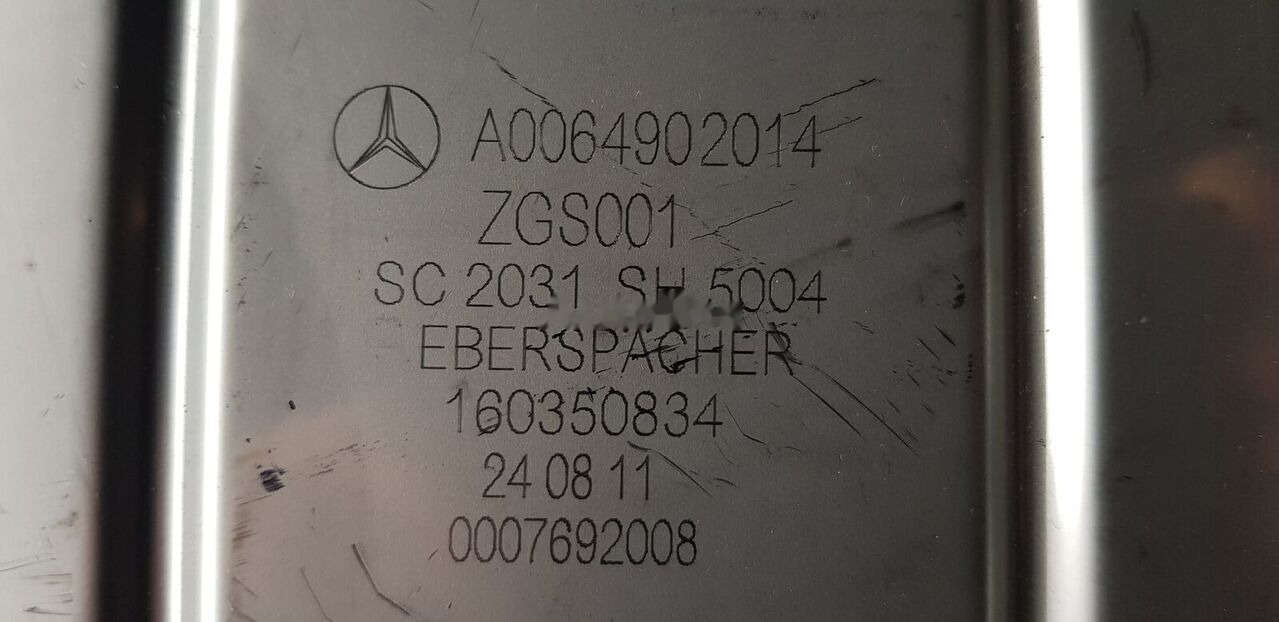 A0064902014
ZGS001
SC 2031 SH 5004
EBERSPACHER
160350834
24 08 11
0007692008